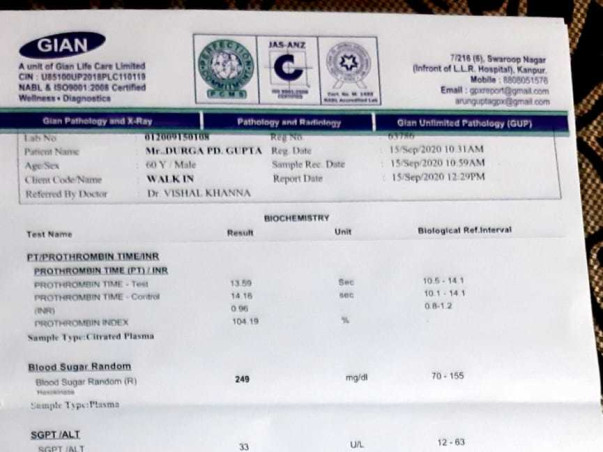 GIAN
A unit of Gian Life Care Limited
CIN : U85100UP2018PLC110119
NABL & ISO9001:2008 Certified
Wellness • Diagnostics
JAS-ANZ
C
7/216 (6), Swaroop Nagar
(Infront of L.L.R. Hospital), Kanpur.
Mobile : 8808051576
Email : gpxreport@gmail.com
arunguptagpx@gmail.com
Gian Pathology and X-Ray Pathology and Radiology Gian Unlimited Pathology (GUP)
Lab No. 012009150108 Reg No. 63786
Patient Name Mr..DURGA PD. GUPTA Reg. Date : 15/Sep/2020 10:31AM
Age/Sex : 60 Y / Male Sample Rec. Date : 15/Sep/2020 10:59AM
Client Code/Name : WALK IN Report Date : 15/Sep/2020 12:29PM
Referred By Doctor : Dr. VISHAL KHANNA
BIOCHEMISTRY
Test Name Result Unit Biological Ref.Interval
PT/PROTHROMBIN TIME/INR
PROTHROMBIN TIME (PT) / INR
PROTHROMBIN TIME - Test 13.59 Sec 10.5 - 14.1
PROTHROMBIN TIME - Control 14.16 sec 10.1 - 14.1
(INR) 0.96 0.8-1.2
PROTHROMBIN INDEX 104.19 %
Sample Type:Citrated Plasma
Blood Sugar Random
Blood Sugar Random (R) 249 mg/dl 70 - 155
Hexokinase
Sample Type:Plasma
SGPT /ALT
SGPT /ALT 33 U/L 12 - 63